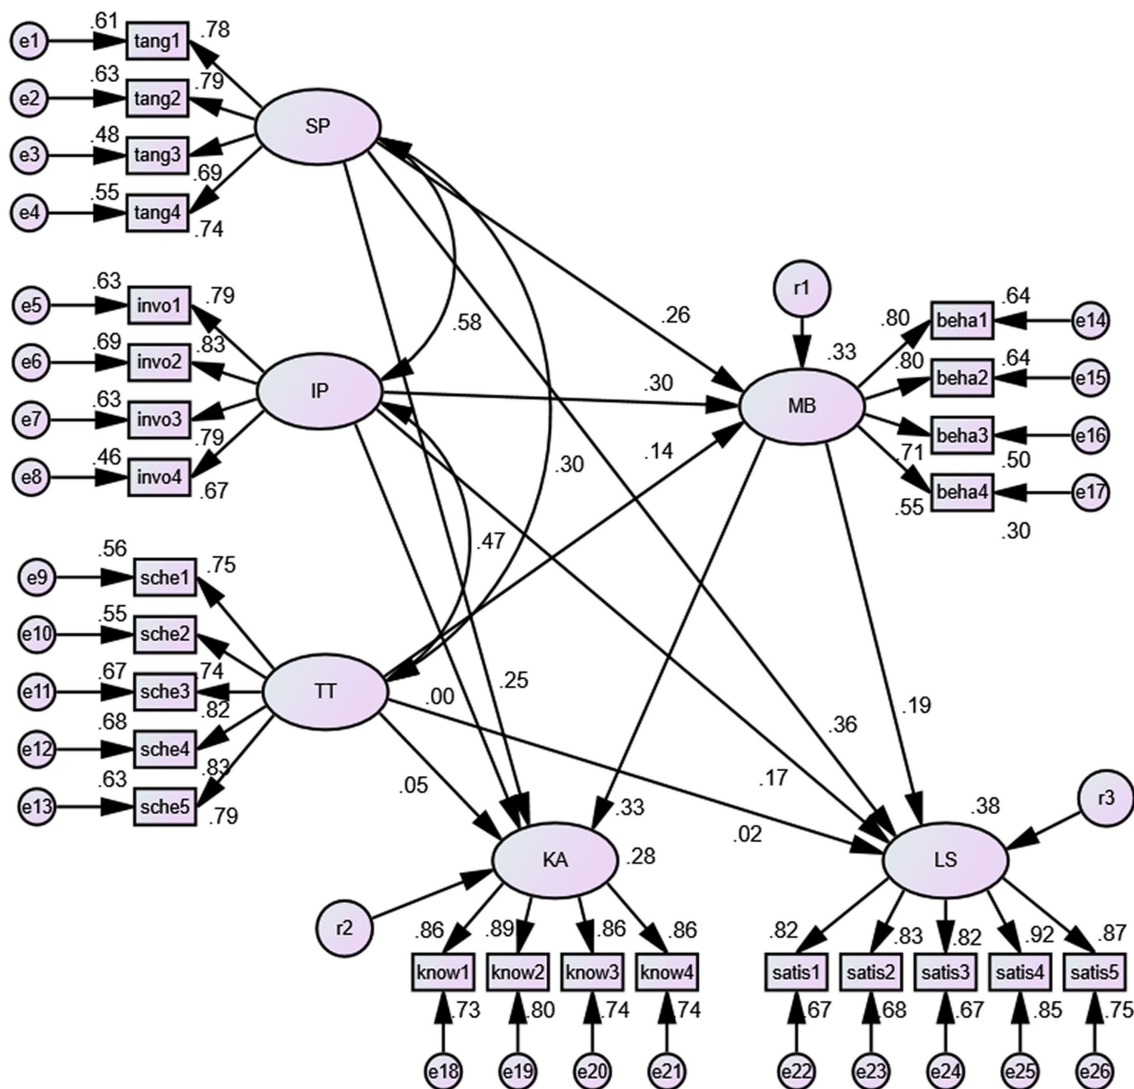 e1 .61 tang1 .78
e2 .63 tang2 .79
e3 .48 tang3 .69
e4 .55 tang4 .74
SP
e5 .63 invo1 .79
e6 .69 invo2 .83
e7 .63 invo3 .79
e8 .46 invo4 .67
IP
.58
.26
.30
.14
.30
.47
r1
.33
MB
.80 beha1 .64 e14
.80 beha2 .64 e15
.71 beha3 .50 e16
.55 beha4 .30 e17
e9 .56 sche1 .75
e10 .55 sche2 .74
e11 .67 sche3 .82
e12 .68 sche4 .83
e13 .63 sche5 .79
TT
.00
.25
.05
.36
.19
.17
.02
.33
.28
KA
r2
.38
LS
r3
.86 .89 .86 .86
know1 know2 know3 know4
.73 .80 .74 .74
e18 e19 e20 e21
.82 .83 .82 .92 .87
satis1 satis2 satis3 satis4 satis5
.67 .68 .67 .85 .75
e22 e23 e24 e25 e26